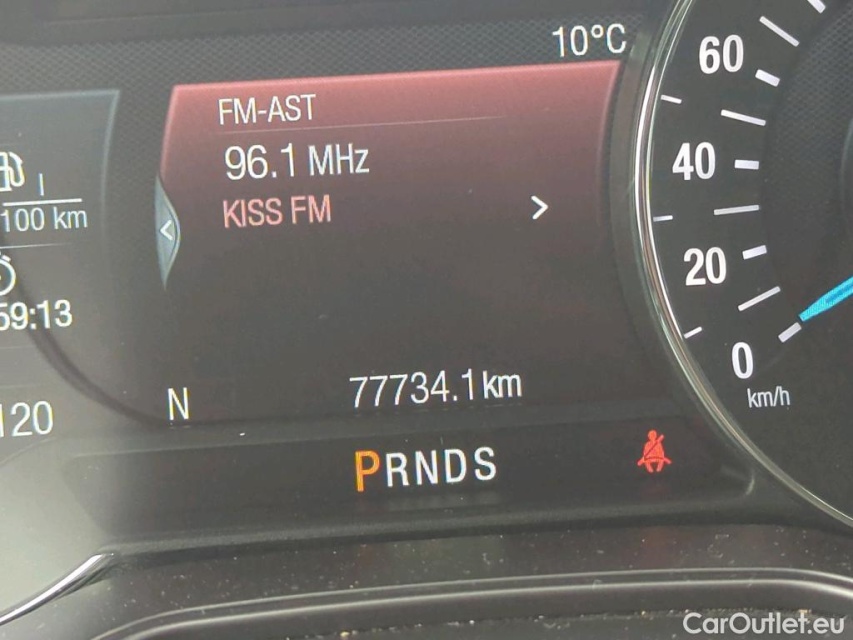 10°C
FM-AST
96.1 MHz
KISS FM
l
100 km
59:13
120
N
77734.1 km
PRNDS
60
40
20
0
km/h
CarOutlet.eu